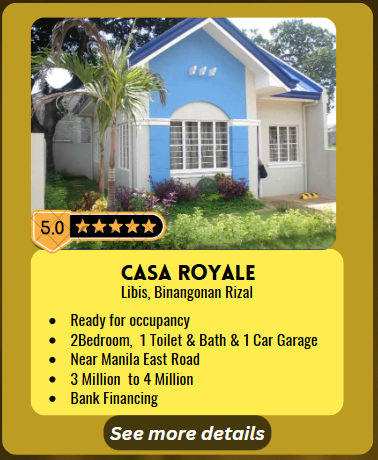 5.0
CASA ROYALE
Libis, Binangonan Rizal
Ready for occupancy
2Bedroom, 1 Toilet & Bath & 1 Car Garage
Near Manila East Road
3 Million to 4 Million
Bank Financing
See more details